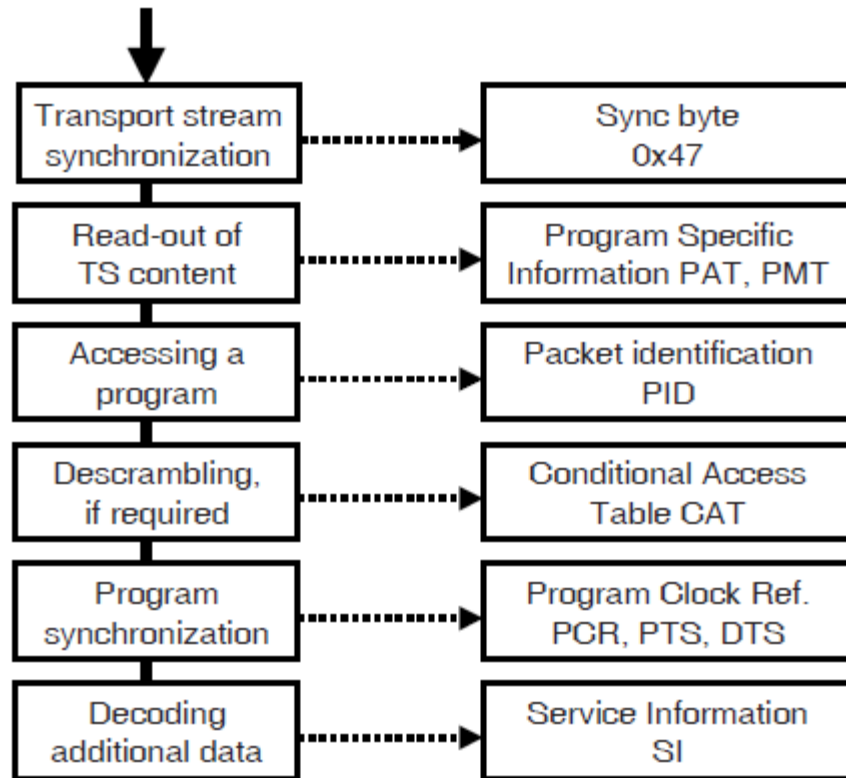 Transport stream
synchronization
Sync byte
0x47
Read-out of
TS content
Program Specific
Information PAT, PMT
Accessing a
program
Packet identification
PID
Descrambling,
if required
Conditional Access
Table CAT
Program
synchronization
Program Clock Ref.
PCR, PTS, DTS
Decoding
additional data
Service Information
SI